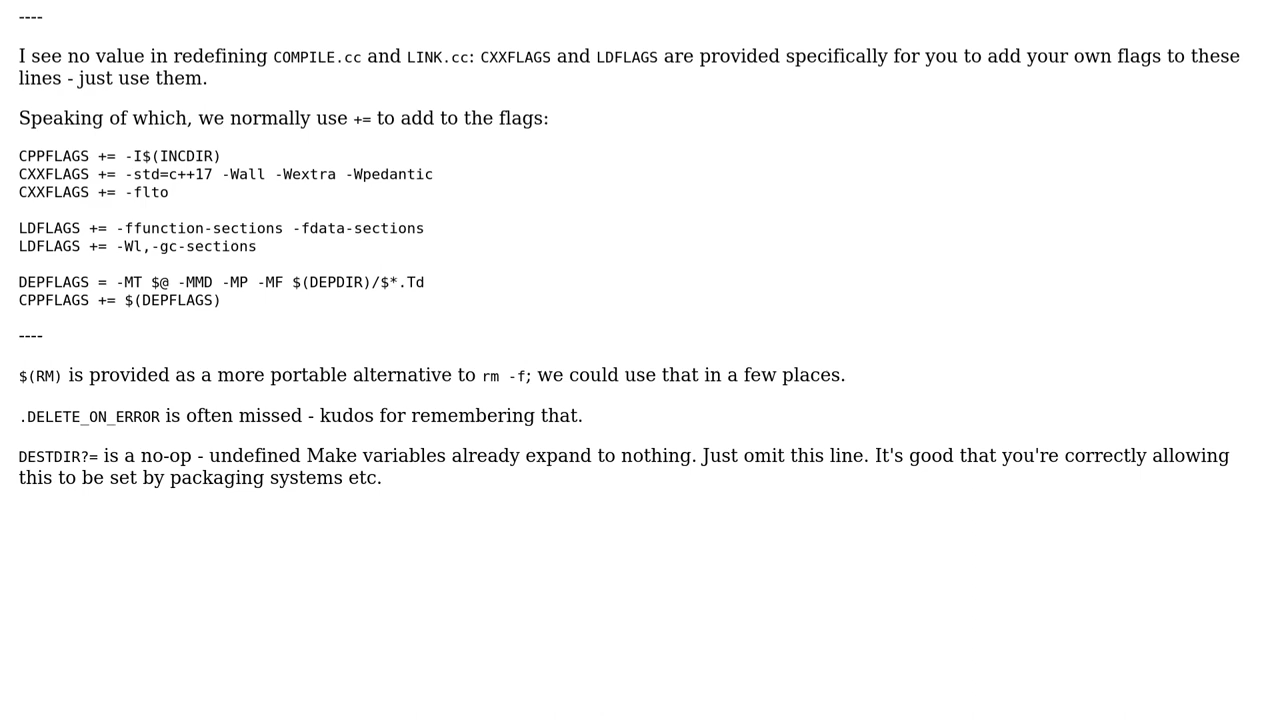 ----
I see no value in redefining COMPILE.cc and LINK.cc: CXXFLAGS and LDFLAGS are provided specifically for you to add your own flags to these
lines - just use them.
Speaking of which, we normally use += to add to the flags:
CPPFLAGS += -I$(INCDIR)
CXXFLAGS += -std=c++17 -Wall -Wextra -Wpedantic
CXXFLAGS += -flto
LDFLAGS += -ffunction-sections -fdata-sections
LDFLAGS += -Wl,-gc-sections
DEPFLAGS = -MT $@ -MMD -MP -MF $(DEPDIR)/$*.Td
CPPFLAGS += $(DEPFLAGS)
----
$(RM) is provided as a more portable alternative to rm -f; we could use that in a few places.
.DELETE_ON_ERROR is often missed - kudos for remembering that.
DESTDIR?= is a no-op - undefined Make variables already expand to nothing. Just omit this line. It's good that you're correctly allowing
this to be set by packaging systems etc.